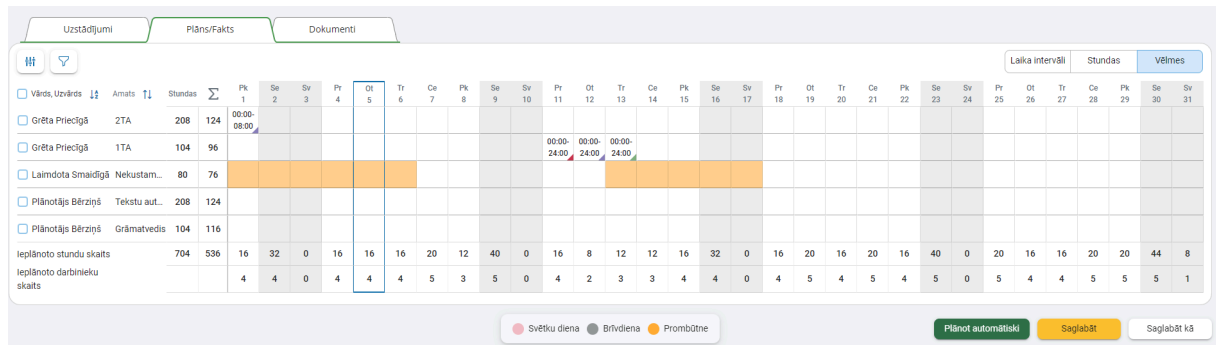 Uzstādījumi Plāns/Fakts Dokumenti
Laika intervāli Stundas Vēlmes
Vārds, Uzvārds Amats Stundas Σ Pk Se Sv Pr Ot Tr Ce Pk Se Sv Pr Ot Tr Ce Pk Se Sv Pr Ot Tr Ce Pk Se Sv Pr Ot Tr Ce Pk Se Sv
1 2 3 4 5 6 7 8 9 10 11 12 13 14 15 16 17 18 19 20 21 22 23 24 25 26 27 28 29 30 31
Grēta Priecīgā 2TA 208 124 00:00-
08:00
Grēta Priecīgā 1TA 104 96 00:00- 00:00- 00:00-
24:00 24:00 24:00
Laimdota Smaidīgā Nekustam... 80 76
Plānotājs Bērziņš Tekstu aut... 208 124
Plānotājs Bērziņš Grāmatvedis 104 116
Ieplānoto stundu skaits 704 536 16 32 0 16 16 16 20 12 40 0 16 8 12 12 16 32 0 16 20 16 20 16 40 0 20 16 16 20 20 44 8
Ieplānoto darbinieku
skaits 4 4 0 4 4 4 5 3 5 0 4 2 3 3 4 4 0 4 5 4 5 4 5 0 5 4 4 5 5 5 1
Svētku diena Brīvdiena Prombūtne
Plānot automātiski Saglabāt Saglabāt kā